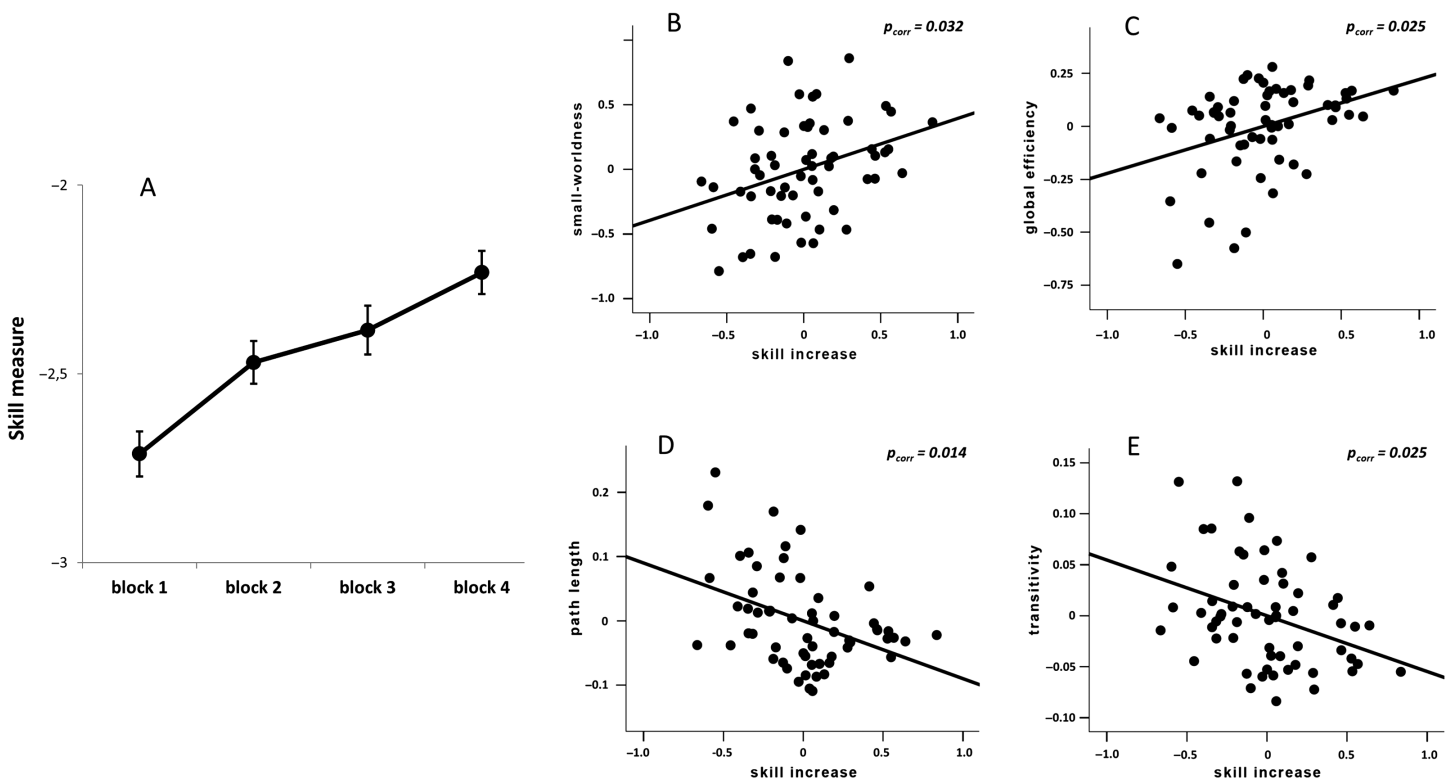 A
Skill measure
−2
−2,5
−3
block 1 block 2 block 3 block 4
B
p_corr = 0.032
small-worldness
0.5
0
−0.5
−1.0
−1.0 −0.5 0 0.5 1.0
skill increase
C
p_corr = 0.025
global efficiency
0.25
0
−0.25
−0.50
−0.75
−1.0 −0.5 0 0.5 1.0
skill increase
D
p_corr = 0.014
path length
0.2
0.1
0
−0.1
−1.0 −0.5 0 0.5 1.0
skill increase
E
p_corr = 0.025
transitivity
0.15
0.10
0.05
0
−0.05
−0.10
−1.0 −0.5 0 0.5 1.0
skill increase